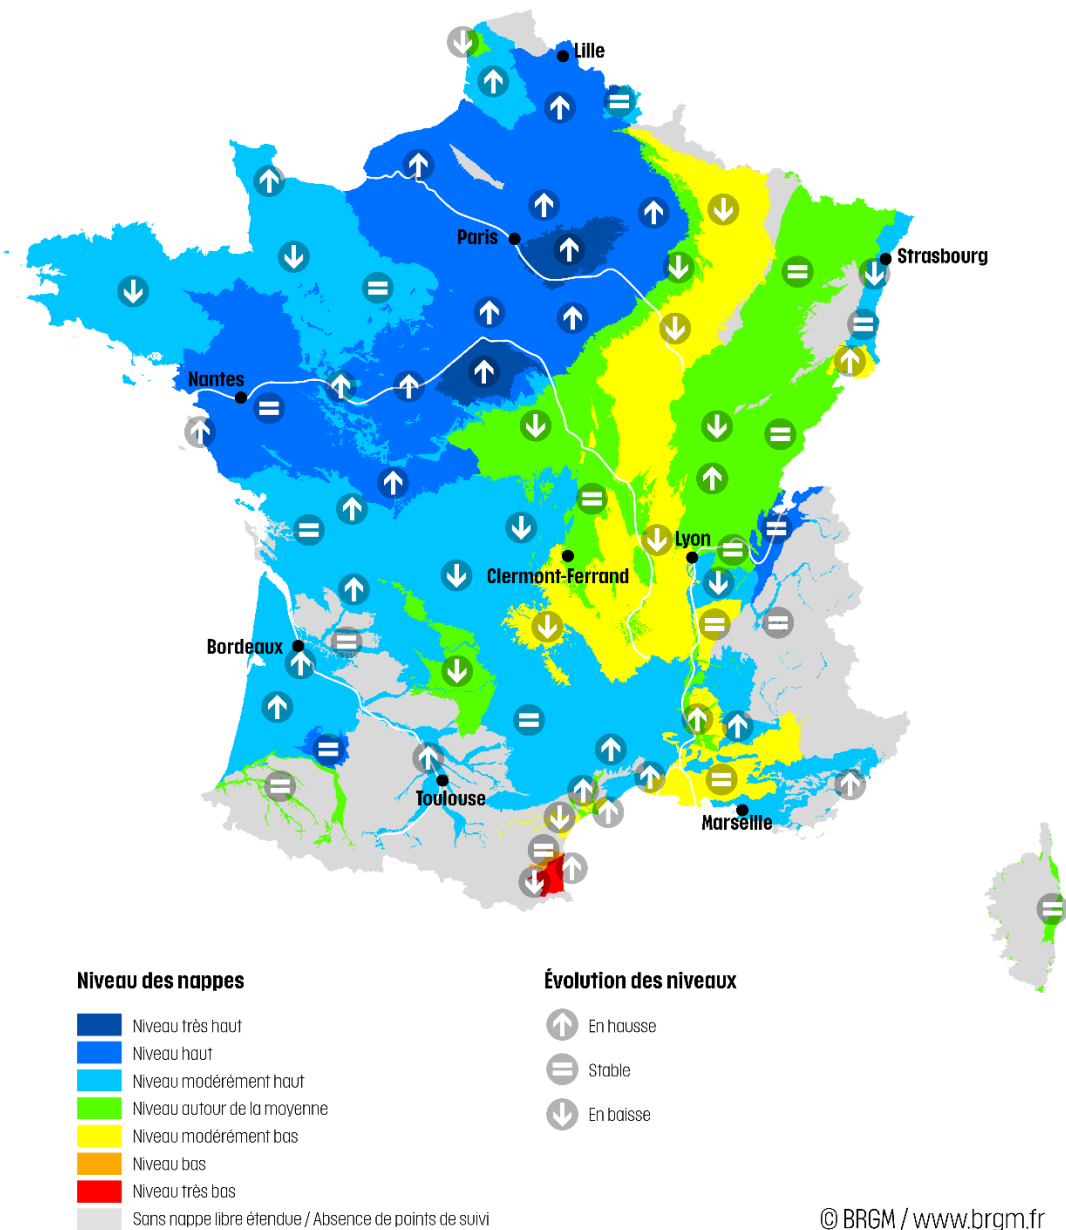 Lille
Paris
Strasbourg
Nantes
Lyon
Clermont-Ferrand
Bordeaux
Toulouse
Marseille
Niveau des nappes
Niveau très haut
Niveau haut
Niveau modérément haut
Niveau autour de la moyenne
Niveau modérément bas
Niveau bas
Niveau très bas
Sans nappe libre étendue / Absence de points de suivi
Évolution des niveaux
En hausse
Stable
En baisse
© BRGM / www.brgm.fr